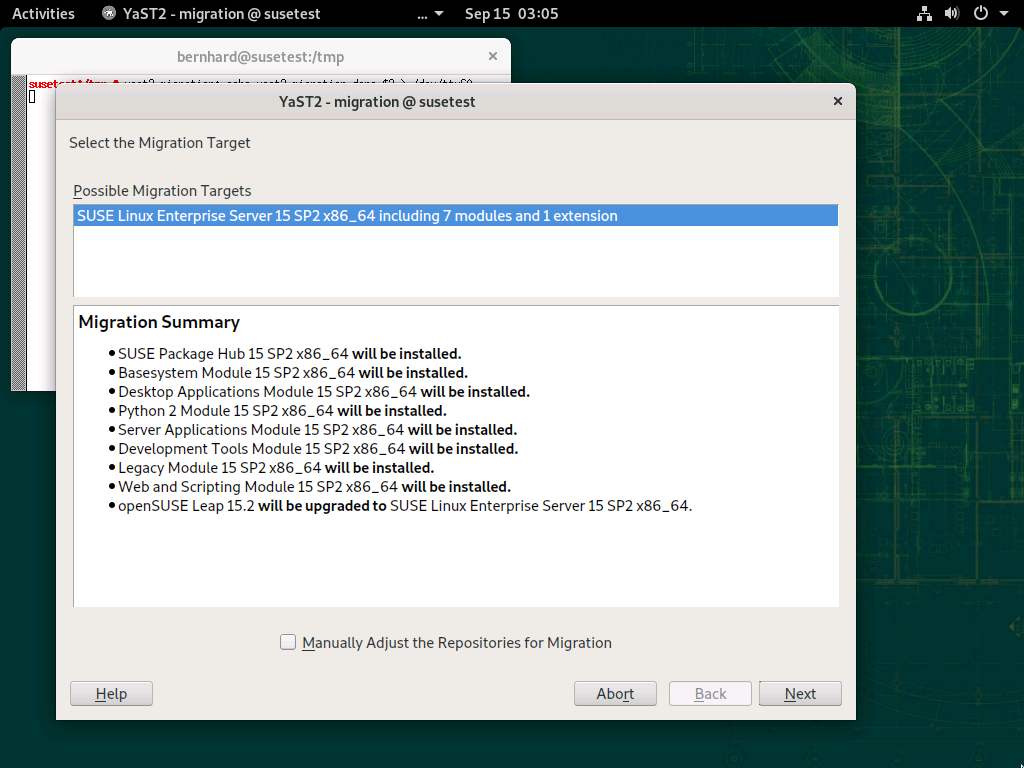 Activities YaST2 - migration @ susetest ... Sep 15 03:05
bernhard@susetest:/tmp
YaST2 - migration @ susetest
Select the Migration Target
Possible Migration Targets
SUSE Linux Enterprise Server 15 SP2 x86_64 including 7 modules and 1 extension
Migration Summary
• SUSE Package Hub 15 SP2 x86_64 will be installed.
• Basesystem Module 15 SP2 x86_64 will be installed.
• Desktop Applications Module 15 SP2 x86_64 will be installed.
• Python 2 Module 15 SP2 x86_64 will be installed.
• Server Applications Module 15 SP2 x86_64 will be installed.
• Development Tools Module 15 SP2 x86_64 will be installed.
• Legacy Module 15 SP2 x86_64 will be installed.
• Web and Scripting Module 15 SP2 x86_64 will be installed.
• openSUSE Leap 15.2 will be upgraded to SUSE Linux Enterprise Server 15 SP2 x86_64.
Manually Adjust the Repositories for Migration
Help Abort Back Next